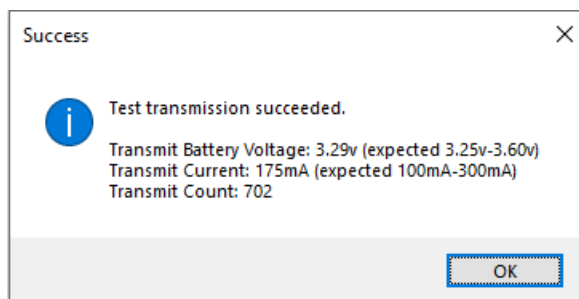 Success
Test transmission succeeded.
Transmit Battery Voltage: 3.29v (expected 3.25v-3.60v)
Transmit Current: 175mA (expected 100mA-300mA)
Transmit Count: 702
OK